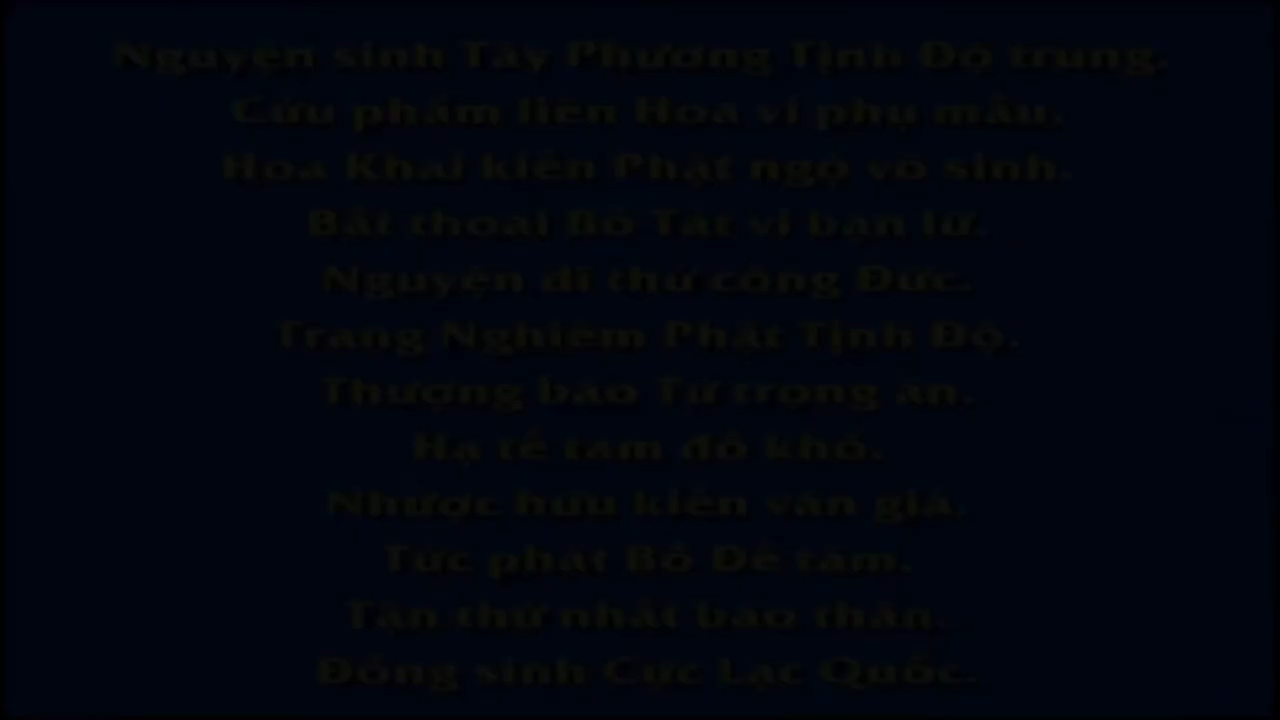 Nguyện sinh Tây Phương Tịnh Độ trung.
Cửu phẩm liên Hoa vi phụ mẫu.
Hoa Khai kiến Phật ngộ vô sinh.
Bất thoái Bồ Tát vi bạn lữ.
Nguyện dĩ thử công Đức.
Trang Nghiêm Phật Tịnh Độ.
Thượng báo Tứ trọng ân.
Hạ tế tam đồ khổ.
Nhược hữu kiến văn giả.
Tức phát Bồ Đề tâm.
Tận thử nhất báo thân.
Đồng sinh Cực Lạc Quốc.